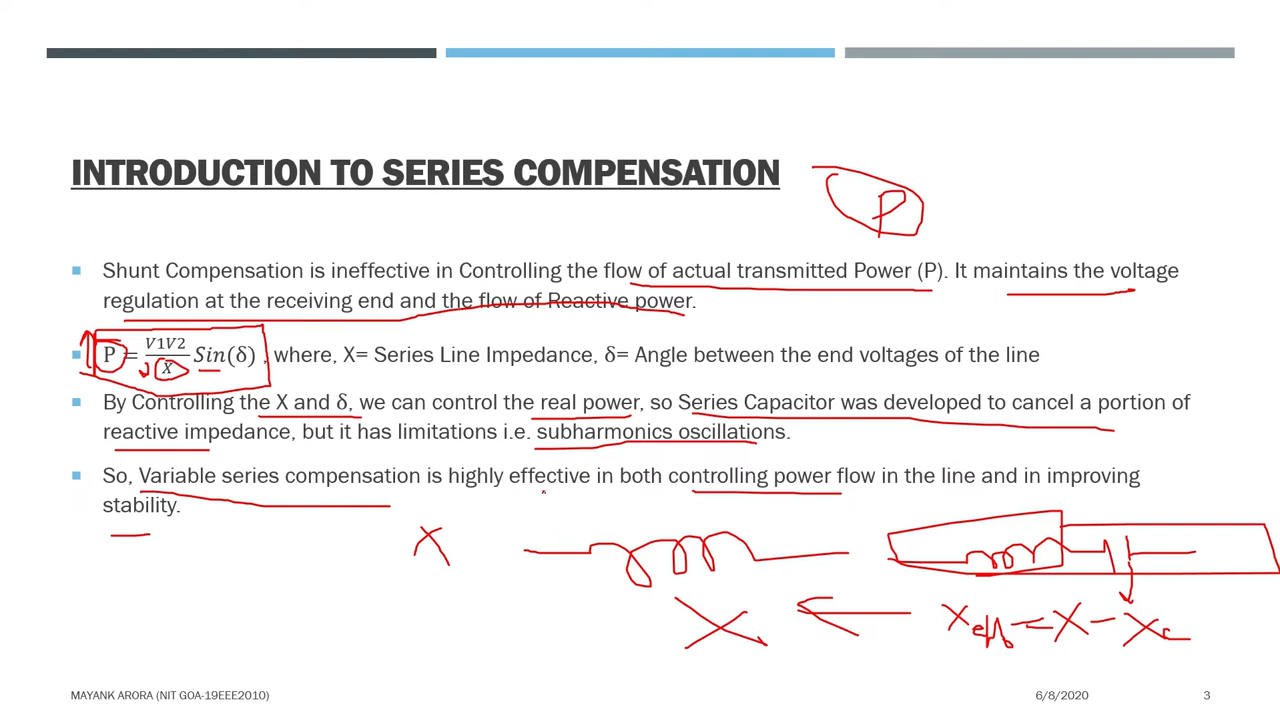 INTRODUCTION TO SERIES COMPENSATION
P
Shunt Compensation is ineffective in Controlling the flow of actual transmitted Power (P). It maintains the voltage
regulation at the receiving end and the flow of Reactive power.
P = V1V2/X Sin(δ) , where, X= Series Line Impedance, δ= Angle between the end voltages of the line
By Controlling the X and δ, we can control the real power, so Series Capacitor was developed to cancel a portion of
reactive impedance, but it has limitations i.e. subharmonics oscillations.
So, Variable series compensation is highly effective in both controlling power flow in the line and in improving
stability.
X
X
Xeff = X - Xc
MAYANK ARORA (NIT GOA-19EEE2010)
6/8/2020
3